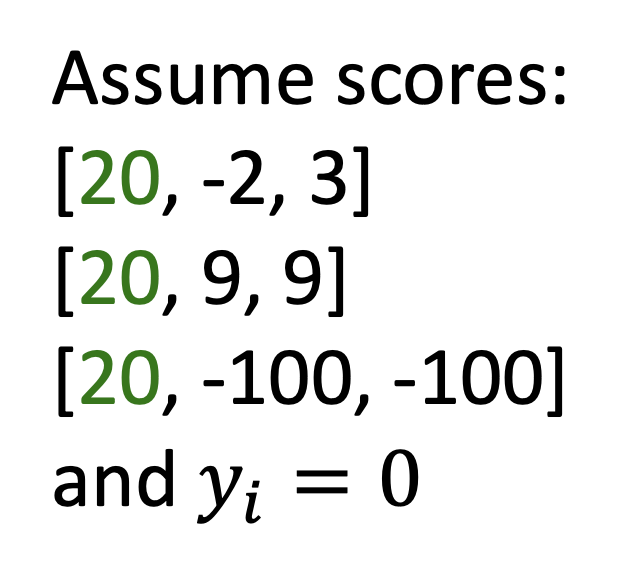 Assume scores:
[20, -2, 3]
[20, 9, 9]
[20, -100, -100]
and yᵢ = 0